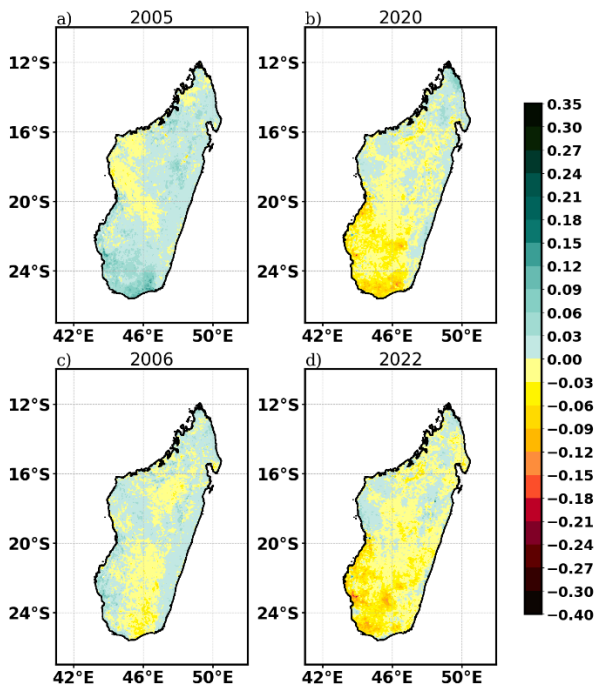 a) 2005
b) 2020
12°S
16°S
20°S
24°S
42°E 46°E 50°E
12°S
16°S
20°S
24°S
42°E 46°E 50°E
c) 2006
d) 2022
12°S
16°S
20°S
24°S
42°E 46°E 50°E
12°S
16°S
20°S
24°S
42°E 46°E 50°E
0.35
0.30
0.27
0.24
0.21
0.18
0.15
0.12
0.09
0.06
0.03
0.00
−0.03
−0.06
−0.09
−0.12
−0.15
−0.18
−0.21
−0.24
−0.27
−0.30
−0.40